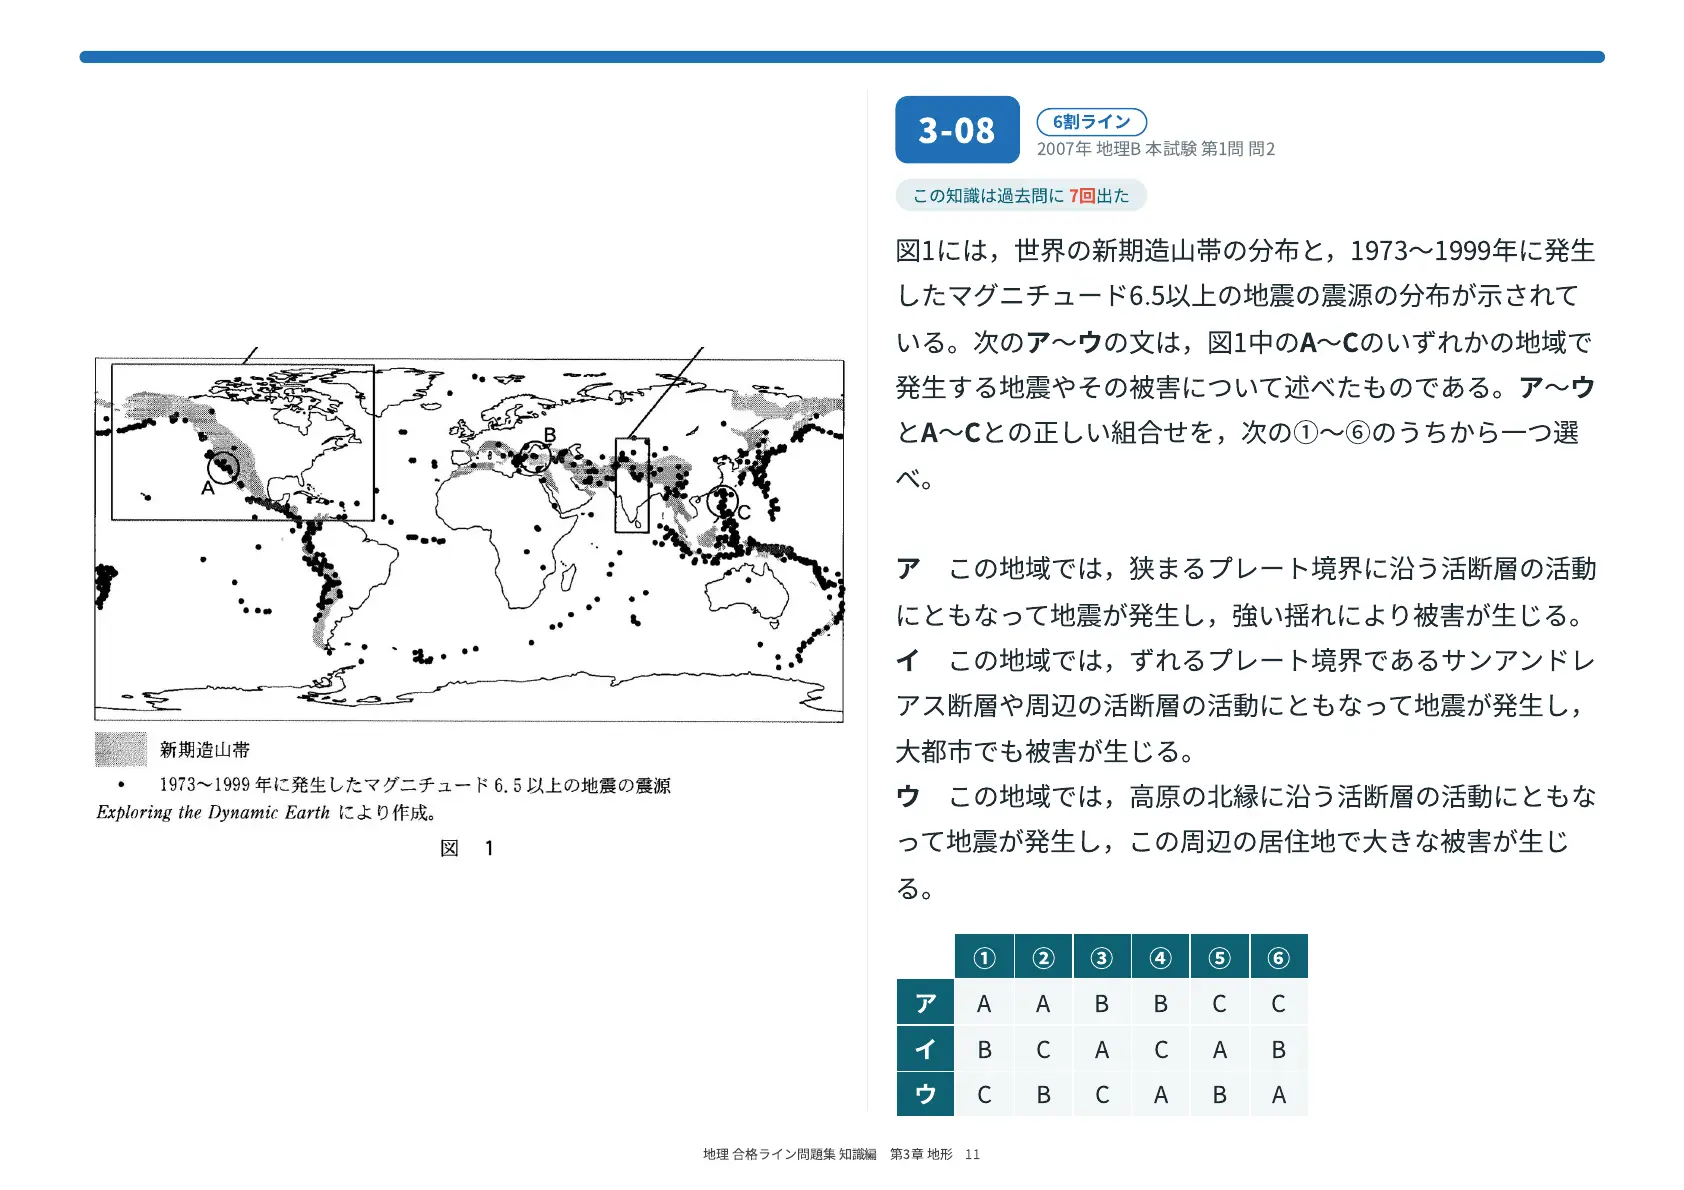 A
B
C
新期造山帯
• 1973〜1999年に発生したマグニチュード6.5以上の地震の震源
Exploring the Dynamic Earth により作成。
図 1
3-08
6割ライン
2007年 地理B 本試験 第1問 問2
この知識は過去問に 7回出た
図1には，世界の新期造山帯の分布と，1973〜1999年に発生
したマグニチュード6.5以上の地震の震源の分布が示されて
いる。次のア〜ウの文は，図1中のA〜Cのいずれかの地域で
発生する地震やその被害について述べたものである。ア〜ウ
とA〜Cとの正しい組合せを，次の①〜⑥のうちから一つ選
べ。
ア　この地域では，狭まるプレート境界に沿う活断層の活動
にともなって地震が発生し，強い揺れにより被害が生じる。
イ　この地域では，ずれるプレート境界であるサンアンドレ
アス断層や周辺の活断層の活動にともなって地震が発生し，
大都市でも被害が生じる。
ウ　この地域では，高原の北縁に沿う活断層の活動にともな
って地震が発生し，この周辺の居住地で大きな被害が生じ
る。
① ② ③ ④ ⑤ ⑥
ア A A B B C C
イ B C A C A B
ウ C B C A B A
地理 合格ライン問題集 知識編　第3章 地形　11